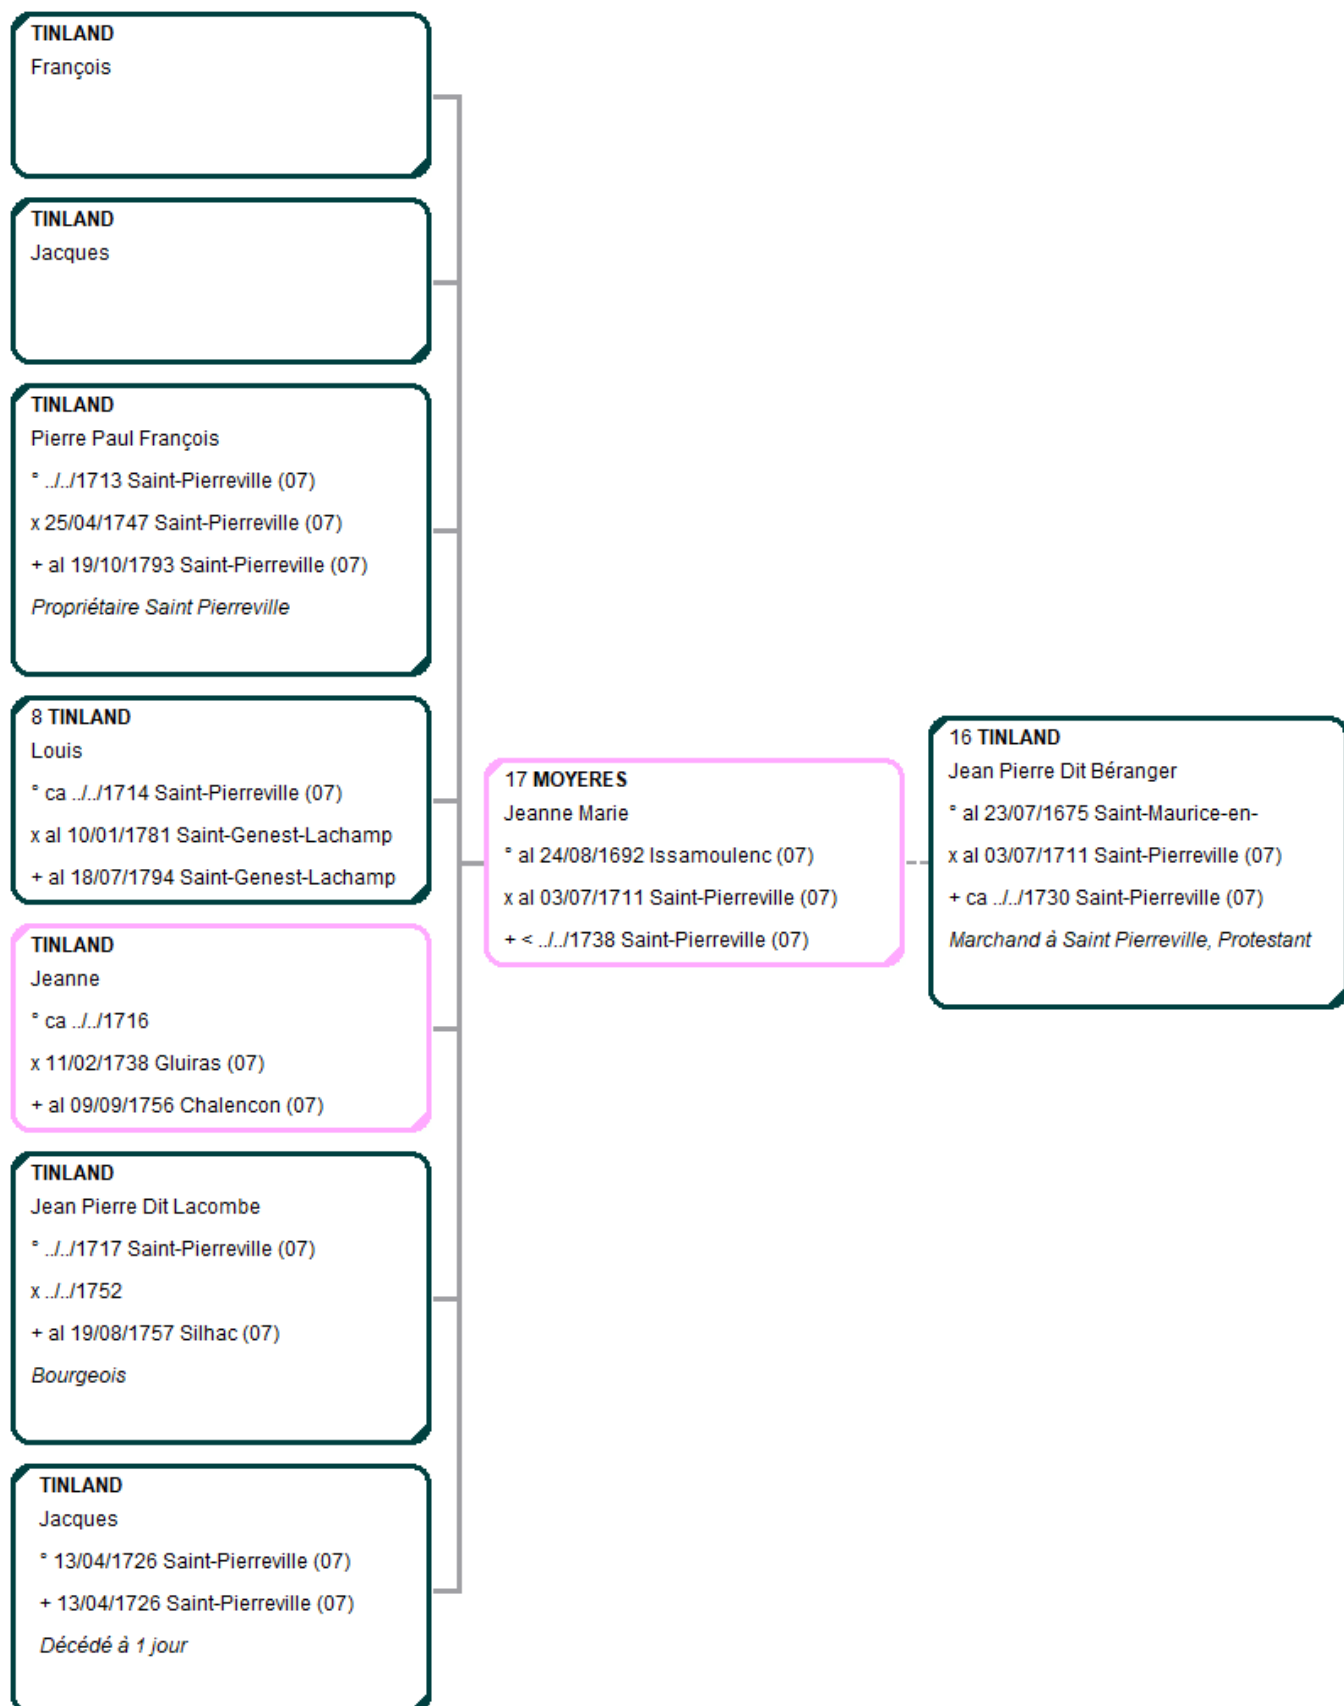 TINLAND
François
TINLAND
Jacques
TINLAND
Pierre Paul François
° ../../1713 Saint-Pierreville (07)
x 25/04/1747 Saint-Pierreville (07)
+ al 19/10/1793 Saint-Pierreville (07)
Propriétaire Saint Pierreville
8 TINLAND
Louis
° ca ../../1714 Saint-Pierreville (07)
x al 10/01/1781 Saint-Genest-Lachamp
+ al 18/07/1794 Saint-Genest-Lachamp
TINLAND
Jeanne
° ca ../../1716
x 11/02/1738 Gluiras (07)
+ al 09/09/1756 Chalencon (07)
TINLAND
Jean Pierre Dit Lacombe
° ../../1717 Saint-Pierreville (07)
x ../../1752
+ al 19/08/1757 Silhac (07)
Bourgeois
TINLAND
Jacques
° 13/04/1726 Saint-Pierreville (07)
+ 13/04/1726 Saint-Pierreville (07)
Décédé à 1 jour
17 MOYERES
Jeanne Marie
° al 24/08/1692 Issamoulenc (07)
x al 03/07/1711 Saint-Pierreville (07)
+ < ../../1738 Saint-Pierreville (07)
16 TINLAND
Jean Pierre Dit Béranger
° al 23/07/1675 Saint-Maurice-en-
x al 03/07/1711 Saint-Pierreville (07)
+ ca ../../1730 Saint-Pierreville (07)
Marchand à Saint Pierreville, Protestant